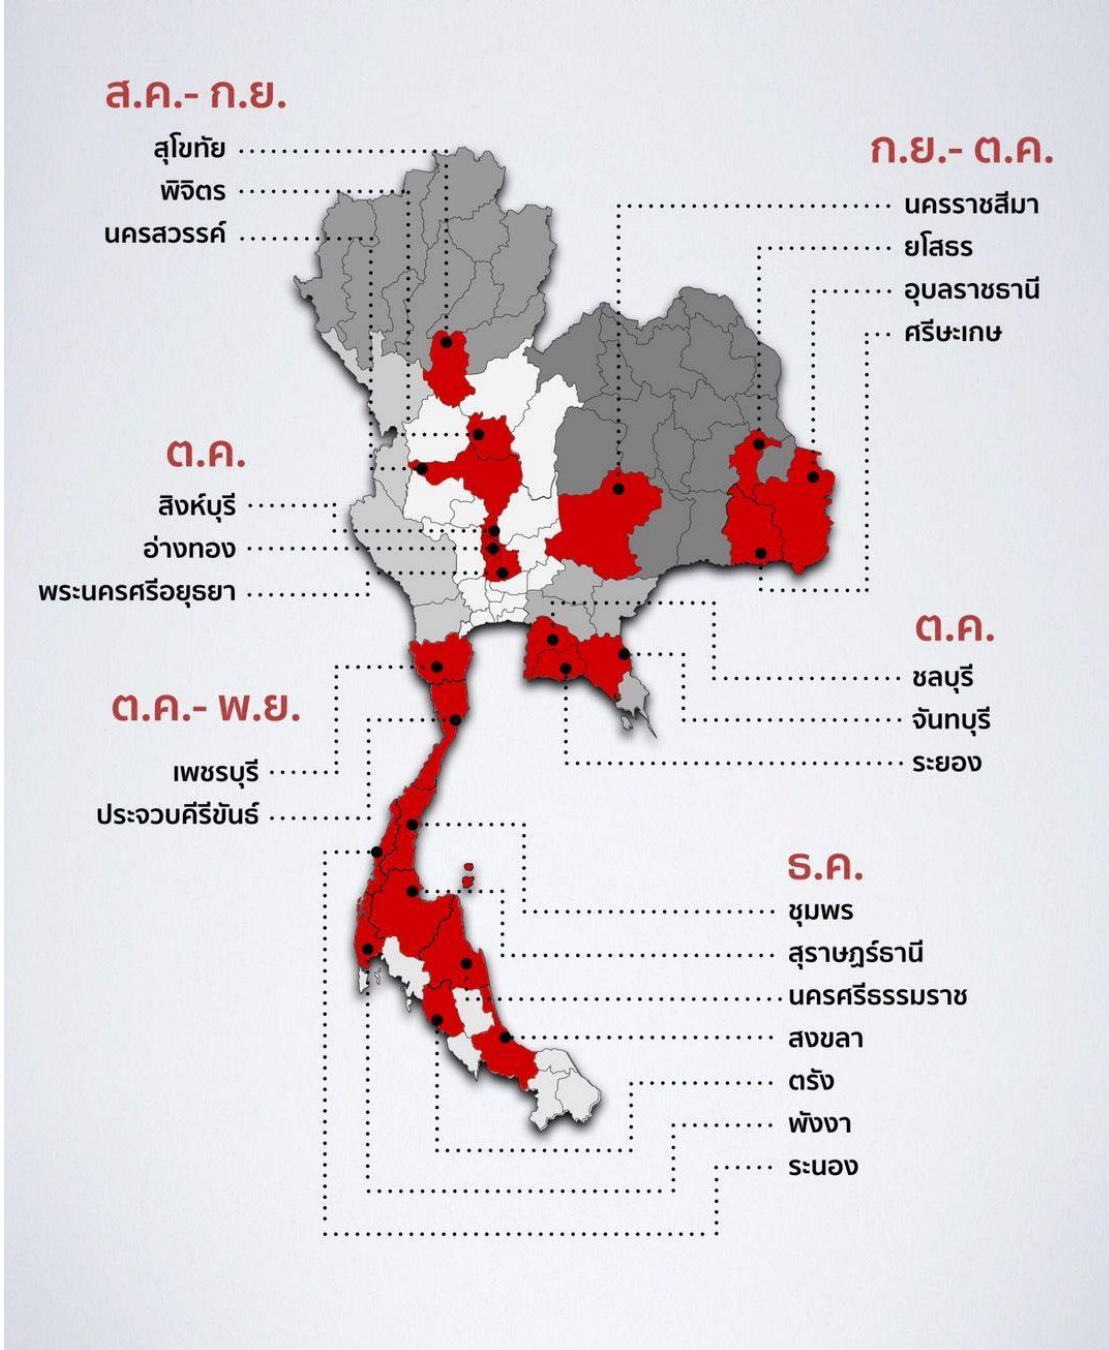 ส.ค.- ก.ย.
สุโขทัย
พิจิตร
นครสวรรค์
ก.ย.- ต.ค.
นครราชสีมา
ยโสธร
อุบลราชธานี
ศรีษะเกษ
ต.ค.
สิงห์บุรี
อ่างทอง
พระนครศรีอยุธยา
ต.ค.
ชลบุรี
จันทบุรี
ระยอง
ต.ค.- พ.ย.
เพชรบุรี
ประจวบคีรีขันธ์
ธ.ค.
ชุมพร
สุราษฎร์ธานี
นครศรีธรรมราช
สงขลา
ตรัง
พังงา
ระนอง